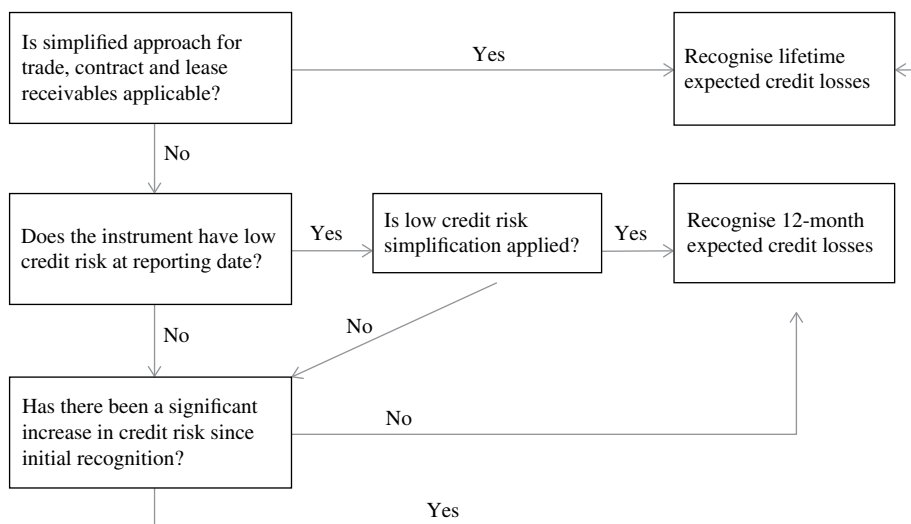 Is simplified approach for
trade, contract and lease
receivables applicable?
Yes
Recognise lifetime
expected credit losses
No
Does the instrument have low
credit risk at reporting date?
Yes
Is low credit risk
simplification applied?
Yes
Recognise 12-month
expected credit losses
No
No
Has there been a significant
increase in credit risk since
initial recognition?
No
Yes